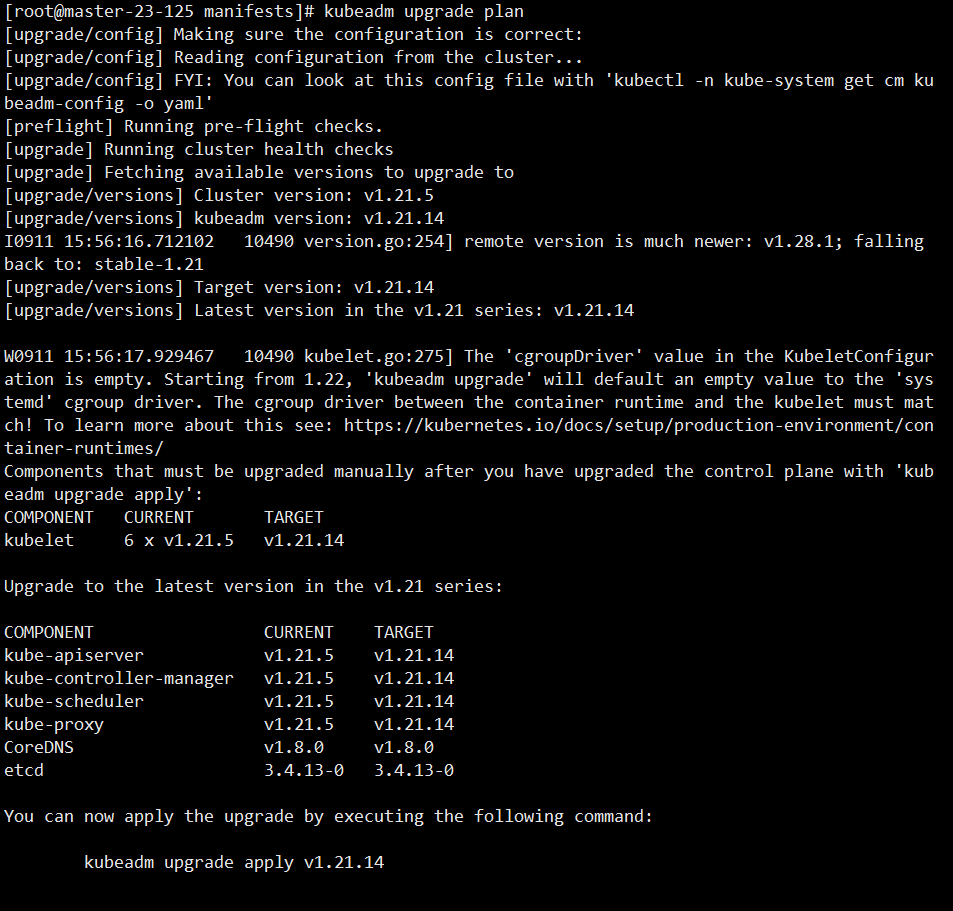 [root@master-23-125 manifests]# kubeadm upgrade plan
[upgrade/config] Making sure the configuration is correct:
[upgrade/config] Reading configuration from the cluster...
[upgrade/config] FYI: You can look at this config file with 'kubectl -n kube-system get cm ku
beadm-config -o yaml'
[preflight] Running pre-flight checks.
[upgrade] Running cluster health checks
[upgrade] Fetching available versions to upgrade to
[upgrade/versions] Cluster version: v1.21.5
[upgrade/versions] kubeadm version: v1.21.14
I0911 15:56:16.712102   10490 version.go:254] remote version is much newer: v1.28.1; falling
back to: stable-1.21
[upgrade/versions] Target version: v1.21.14
[upgrade/versions] Latest version in the v1.21 series: v1.21.14
W0911 15:56:17.929467   10490 kubelet.go:275] The 'cgroupDriver' value in the KubeletConfigur
ation is empty. Starting from 1.22, 'kubeadm upgrade' will default an empty value to the 'sys
temd' cgroup driver. The cgroup driver between the container runtime and the kubelet must mat
ch! To learn more about this see: https://kubernetes.io/docs/setup/production-environment/con
tainer-runtimes/
Components that must be upgraded manually after you have upgraded the control plane with 'kub
eadm upgrade apply':
COMPONENT   CURRENT       TARGET
kubelet     6 x v1.21.5   v1.21.14
Upgrade to the latest version in the v1.21 series:
COMPONENT                 CURRENT    TARGET
kube-apiserver            v1.21.5    v1.21.14
kube-controller-manager   v1.21.5    v1.21.14
kube-scheduler            v1.21.5    v1.21.14
kube-proxy                v1.21.5    v1.21.14
CoreDNS                   v1.8.0     v1.8.0
etcd                      3.4.13-0   3.4.13-0
You can now apply the upgrade by executing the following command:
kubeadm upgrade apply v1.21.14